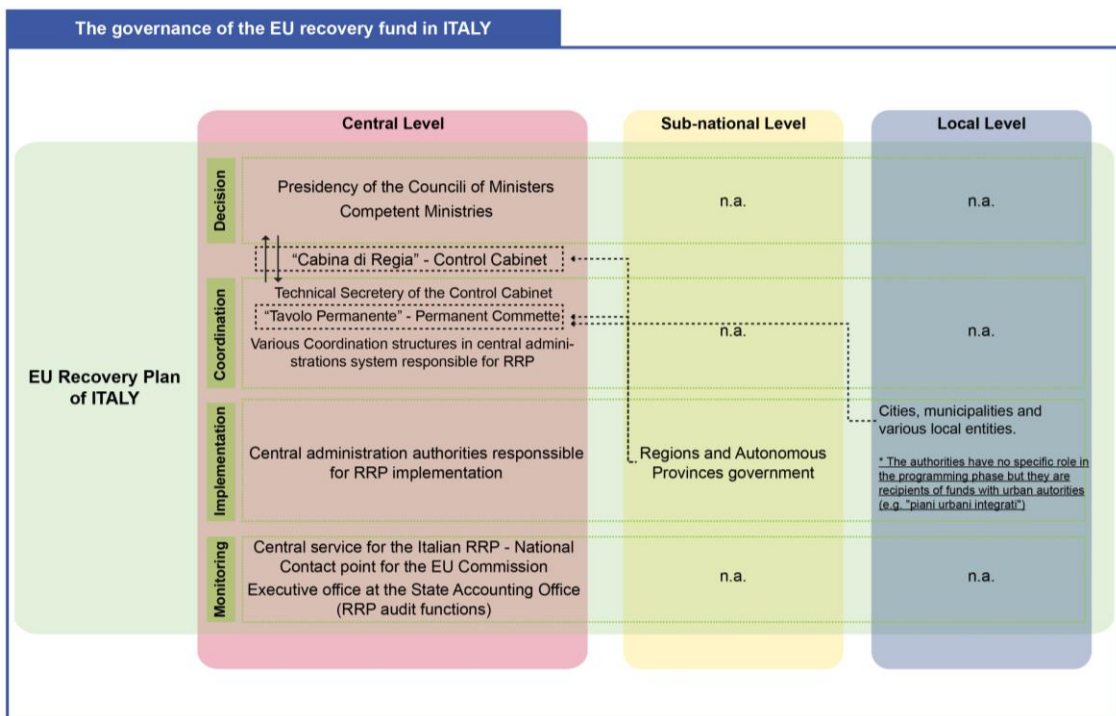 The governance of the EU recovery fund in ITALY
Central Level
Sub-national Level
Local Level
EU Recovery Plan
of ITALY
Decision
Presidency of the Councili of Ministers
Competent Ministries
n.a.
n.a.
"Cabina di Regia" - Control Cabinet
Coordination
Technical Secretery of the Control Cabinet
"Tavolo Permanente" - Permanent Commette
Various Coordination structures in central admini-
strations system responsible for RRP
n.a.
n.a.
Implementation
Central administration authorities responssible
for RRP implementation
Regions and Autonomous
Provinces government
Cities, municipalities and
various local entities.
* The authorities have no specific role in
the programming phase but they are
recipients of funds with urban autorities
(e.g. "piani urbani integrati")
Monitoring
Central service for the Italian RRP - National
Contact point for the EU Commission
Executive office at the State Accounting Office
(RRP audit functions)
n.a.
n.a.